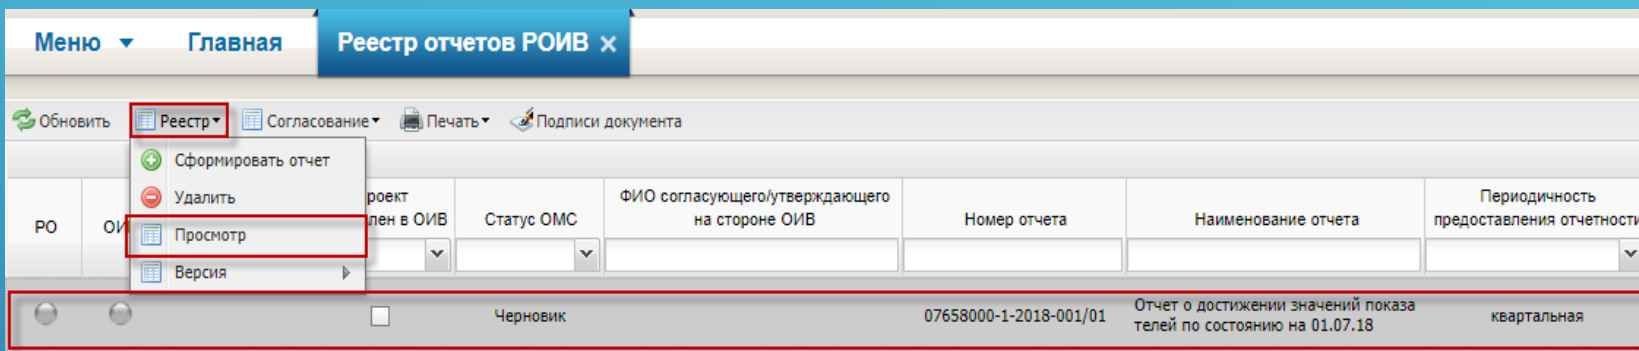 Меню Главная Реестр отчетов РОИВ
Обновить Реестр Согласование Печать Подписи документа
Сформировать отчет
Удалить
Просмотр
Версия
РО
ОИ
роект
лен в ОИВ
Статус ОМС
ФИО согласующего/утверждающего
на стороне ОИВ
Номер отчета
Наименование отчета
Периодичность
предоставления отчетности
Черновик
07658000-1-2018-001/01
Отчет о достижении значений показа
телей по состоянию на 01.07.18
квартальная